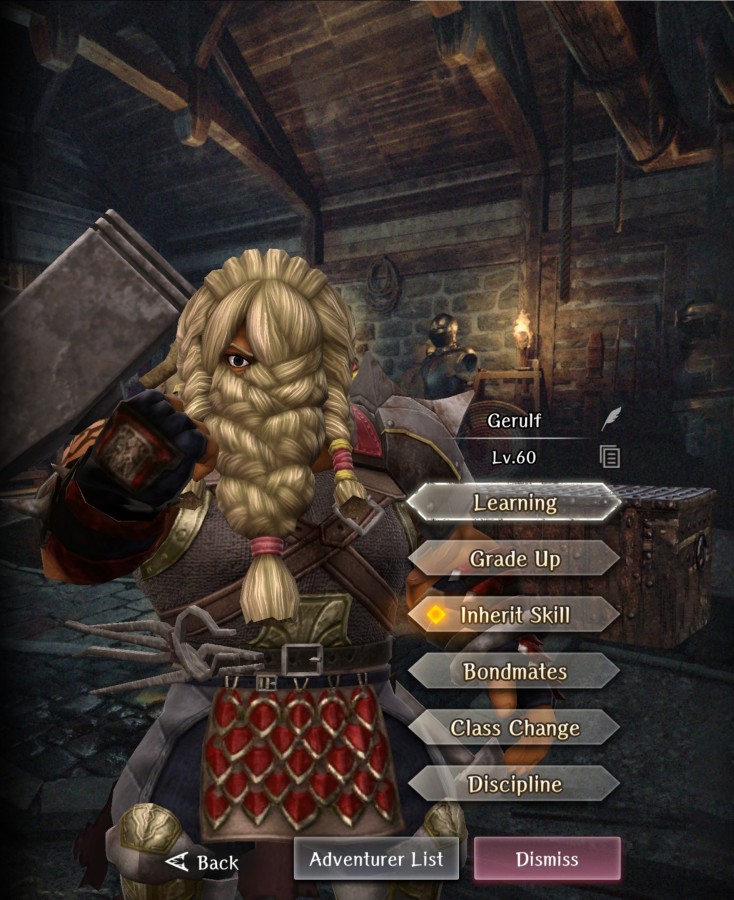 Gerulf
Lv.60
Learning
Grade Up
Inherit Skill
Bondmates
Class Change
Discipline
Back
Adventurer List
Dismiss